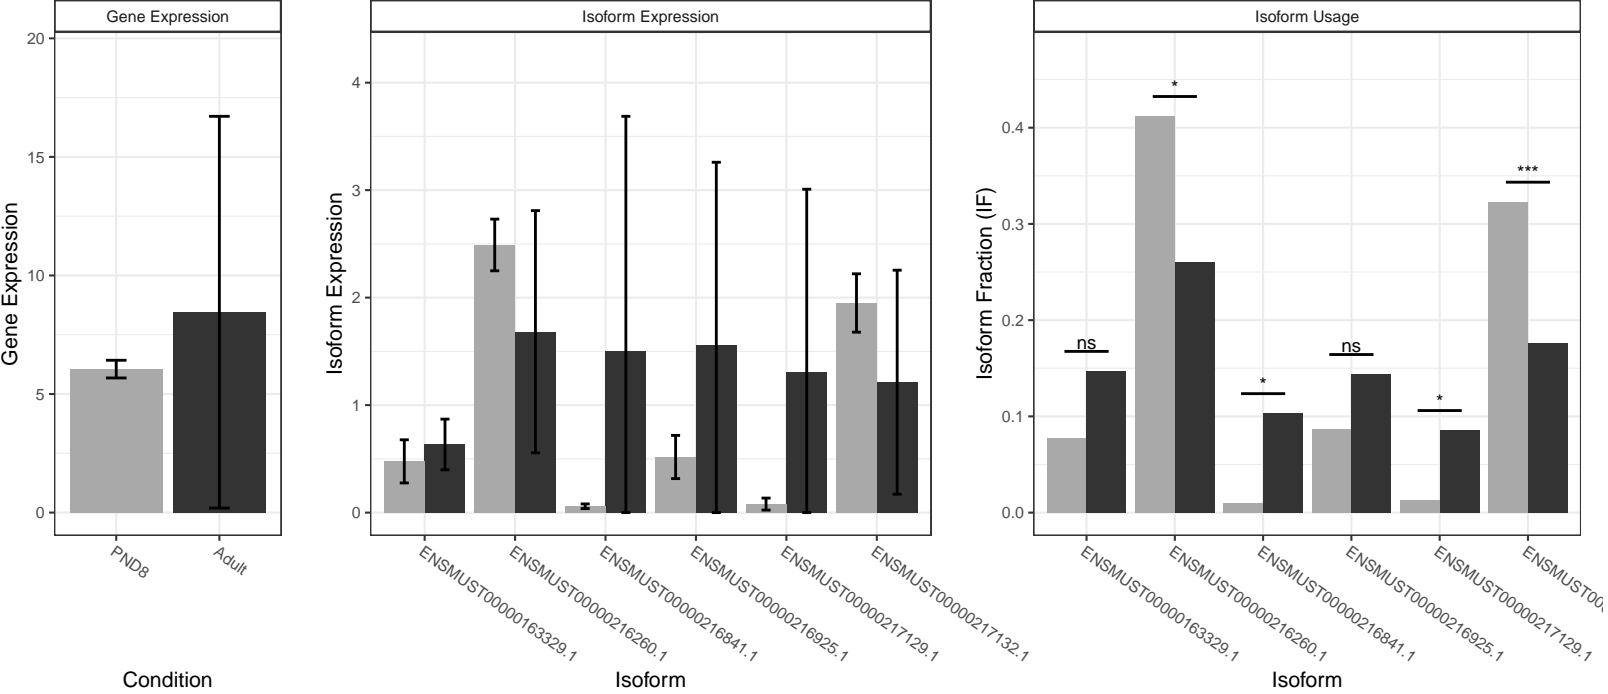 Gene Expression
Isoform Expression
Isoform Usage
Gene Expression
20
15
10
5
0
PND8
Adult
Condition
Isoform Expression
4
3
2
1
0
ENSMUST00000163329.1
ENSMUST00000216260.1
ENSMUST00000216841.1
ENSMUST00000216925.1
ENSMUST00000217129.1
ENSMUST00000217132.1
Isoform
Isoform Fraction (IF)
0.4
0.3
0.2
0.1
0.0
ns
*
*
ns
*
***
ENSMUST00000163329.1
ENSMUST00000216260.1
ENSMUST00000216841.1
ENSMUST00000216925.1
ENSMUST00000217129.1
Isoform